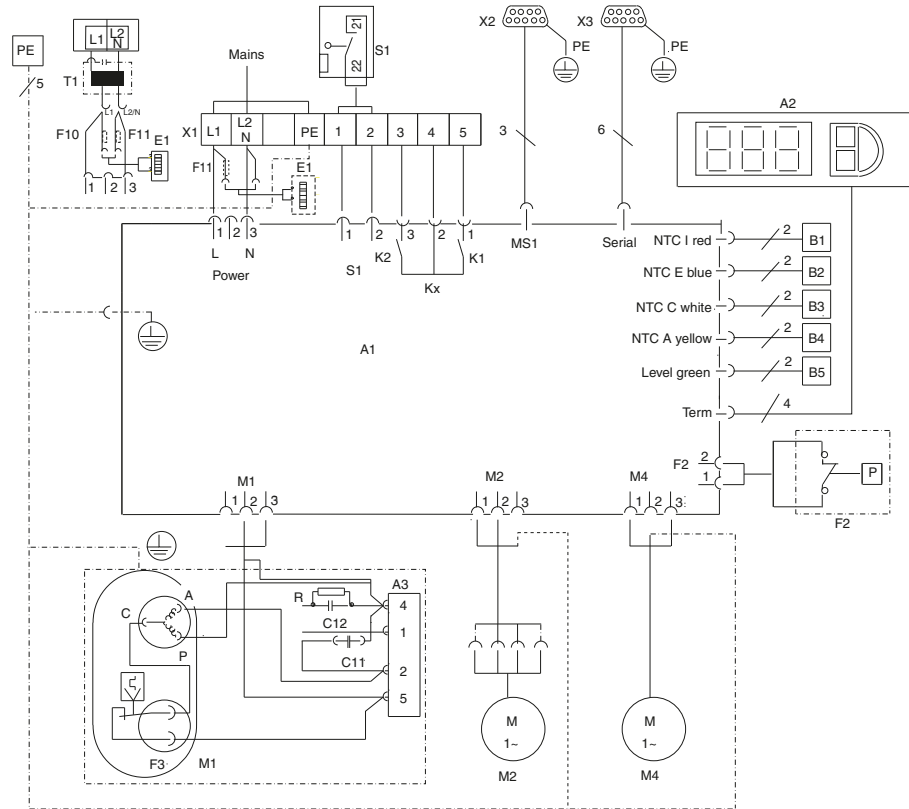 X2
X3
PE
PE
A2
PE
5
L1
L2
N
T1
L1
L2/N
F10
F11
E1
1
2
3
Mains
21
22
S1
X1
L1
L2
N
PE
1
2
3
4
5
F11
E1
3
6
1
2
3
L
N
Power
1
2
S1
3
2
1
K2
K1
Kx
MS1
Serial
NTC I red
2
B1
NTC E blue
2
B2
NTC C white
2
B3
NTC A yellow
2
B4
Level green
2
B5
Term
4
A1
F2
2
1
P
F2
M1
1
2
3
M2
1
2
3
M4
1
2
3
A
C
P
R
C12
C11
A3
4
1
2
5
F3
M1
M
1~
M2
M
1~
M4